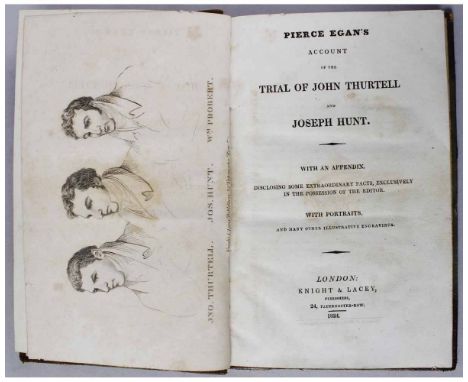 WM PROBERT.
JOS. HUNT.
JNO. THURTELL.
PIERCE EGAN'S
ACCOUNT
OF THE
TRIAL OF JOHN THURTELL
AND
JOSEPH HUNT.
WITH AN APPENDIX,
DISCLOSING SOME EXTRAORDINARY FACTS, EXCLUSIVELY
IN THE POSSESSION OF THE EDITOR.
WITH PORTRAITS,
AND MANY OTHER ILLUSTRATIVE ENGRAVINGS.
LONDON:
KNIGHT & LACEY,
PUBLISHERS,
24, PATERNOSTER-ROW.
1824.